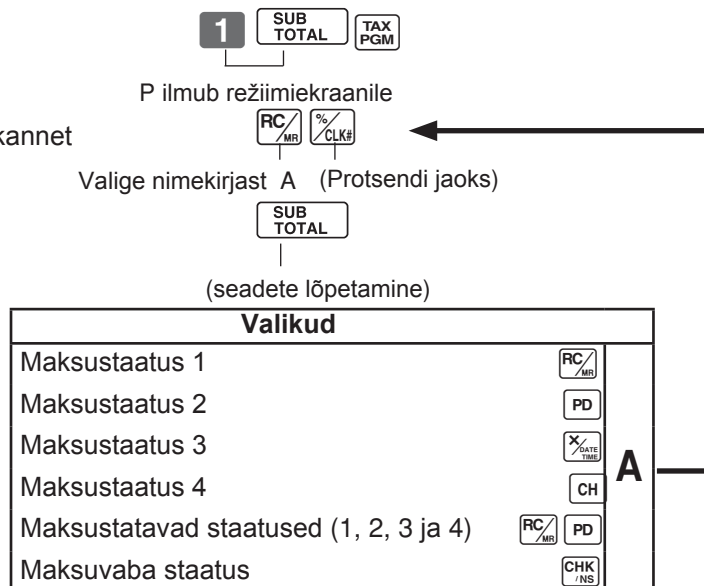 1 SUB TOTAL TAX PGM
P ilmub režiimiekraanile
kannet RC/MR %/CLK#
Valige nimekirjast A (Protsendi jaoks)
SUB TOTAL
(seadete lõpetamine)
Valikud
Maksustaatus 1 RC/MR
Maksustaatus 2 PD
Maksustaatus 3 X/DATE TIME
Maksustaatus 4 CH
A
Maksustatavad staatused (1, 2, 3 ja 4) RC/MR PD
Maksuvaba staatus CHK/NS